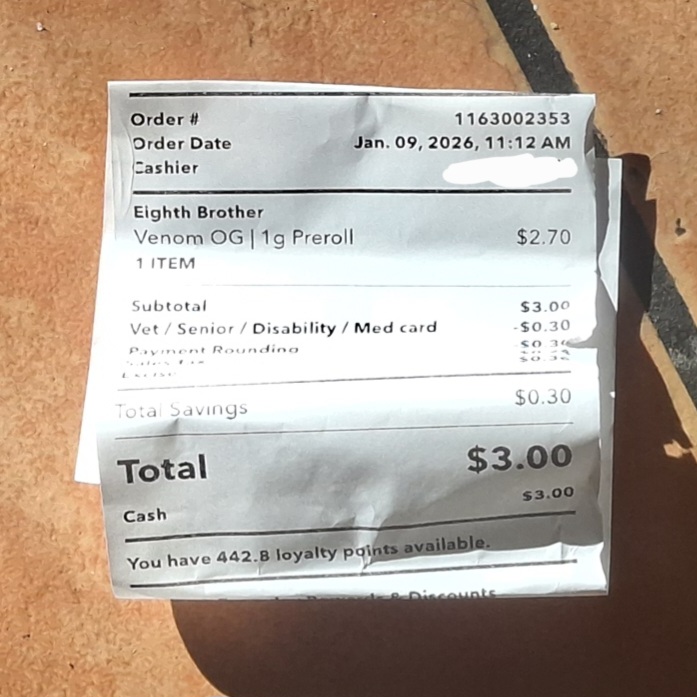 Order # 1163002353
Order Date Jan. 09, 2026, 11:12 AM
Cashier
Eighth Brother
Venom OG | 1g Preroll $2.70
1 ITEM
Subtotal $3.00
Vet / Senior / Disability / Med card -$0.30
Payment Rounding
Total Savings $0.30
Total $3.00
Cash $3.00
You have 442.8 loyalty points available.
& Discounts